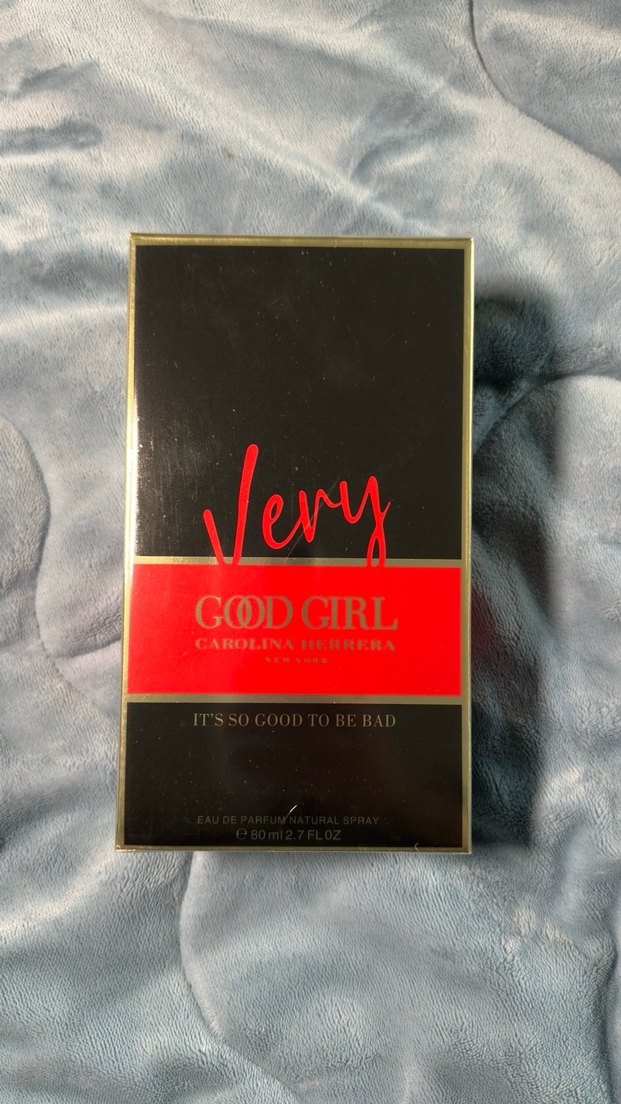 Very
GOOD GIRL
CAROLINA HERRERA
NEW YORK
IT'S SO GOOD TO BE BAD
EAU DE PARFUM NATURAL SPRAY
℮ 80 ml 2.7 FL OZ